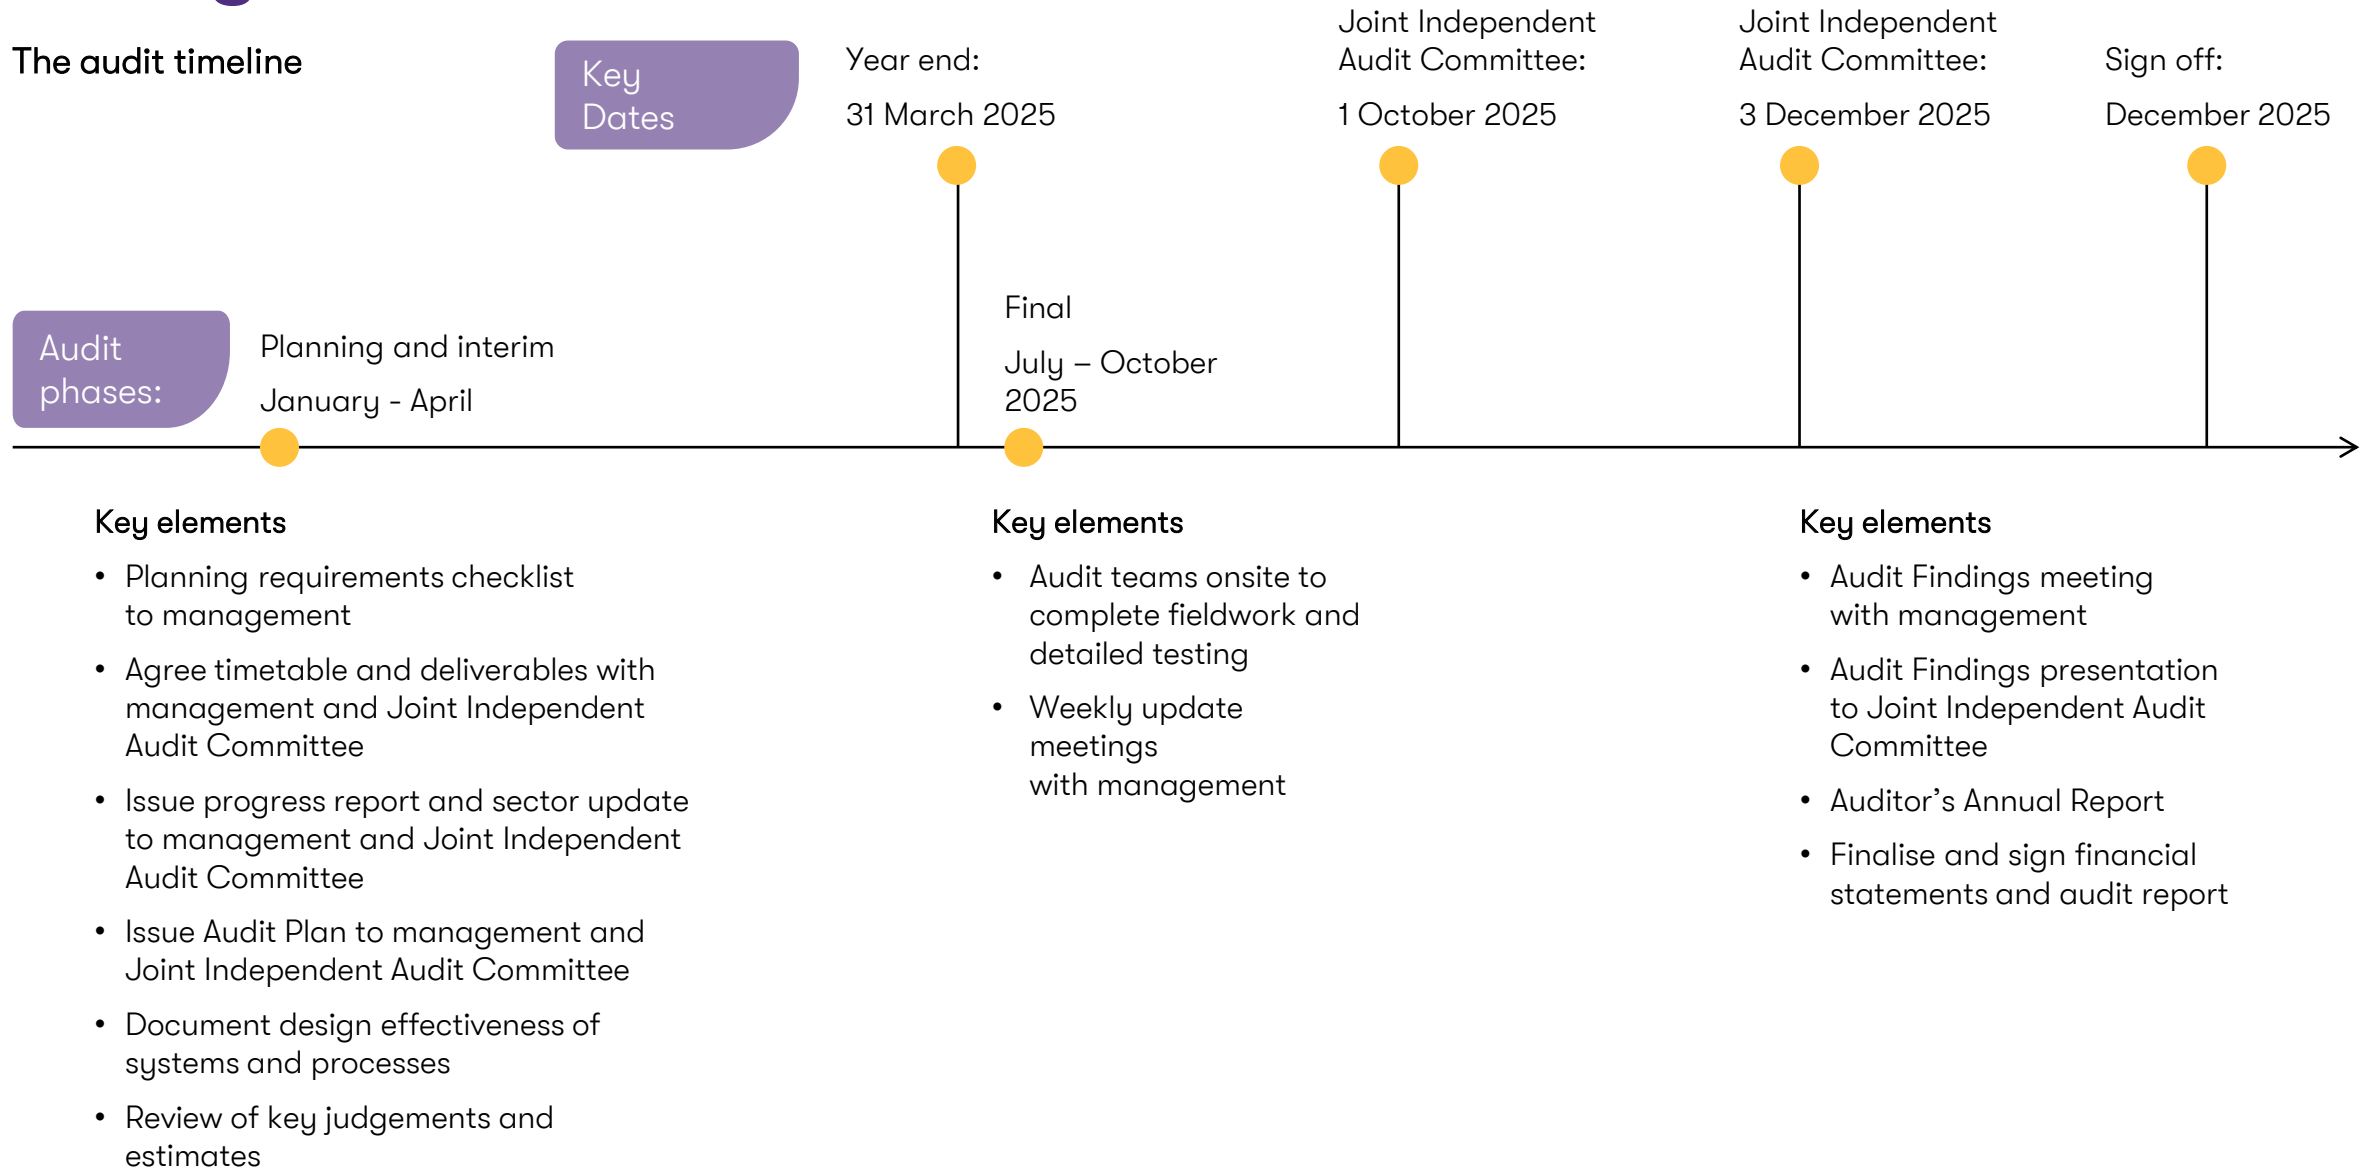 The audit timeline
Key
Dates
Year end:
31 March 2025
Joint Independent
Audit Committee:
1 October 2025
Joint Independent
Audit Committee:
3 December 2025
Sign off:
December 2025
Audit
phases:
Planning and interim
January - April
Final
July – October
2025
Key elements
• Planning requirements checklist
to management
• Agree timetable and deliverables with
management and Joint Independent
Audit Committee
• Issue progress report and sector update
to management and Joint Independent
Audit Committee
• Issue Audit Plan to management and
Joint Independent Audit Committee
• Document design effectiveness of
systems and processes
• Review of key judgements and
estimates
Key elements
• Audit teams onsite to
complete fieldwork and
detailed testing
• Weekly update
meetings
with management
Key elements
• Audit Findings meeting
with management
• Audit Findings presentation
to Joint Independent Audit
Committee
• Auditor’s Annual Report
• Finalise and sign financial
statements and audit report